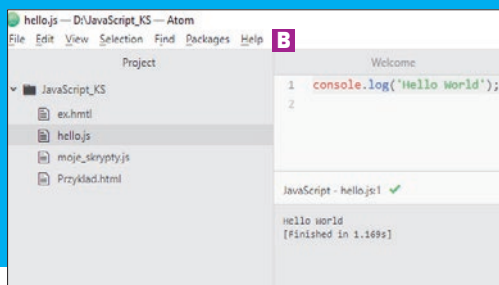 hello.js — D:\JavaScript_KS — Atom
File Edit View Selection Find Packages Help
B
Project
JavaScript_KS
ex.hmtl
hello.js
moje_skrypty.js
Przyklad.html
Welcome
1 console.log('Hello World');
2
JavaScript - hello.js:1
Hello World
[Finished in 1.169s]